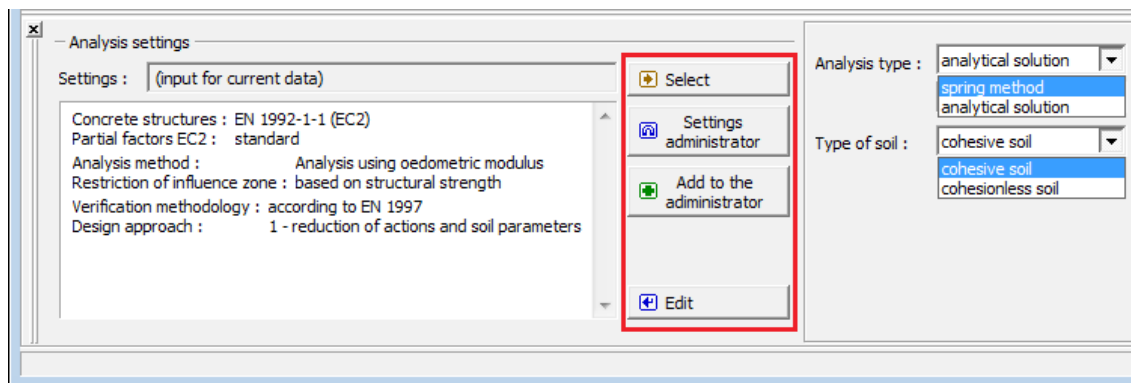 Analysis settings
Settings : (input for current data)
Concrete structures : EN 1992-1-1 (EC2)
Partial factors EC2 : standard
Analysis method : Analysis using oedometric modulus
Restriction of influence zone : based on structural strength
Verification methodology : according to EN 1997
Design approach : 1 - reduction of actions and soil parameters
Select
Settings
administrator
Add to the
adiministrator
Edit
Analysis type : analytical solution
spring method
analytical solution
Type of soil : cohesive soil
cohesive soil
cohesionless soil